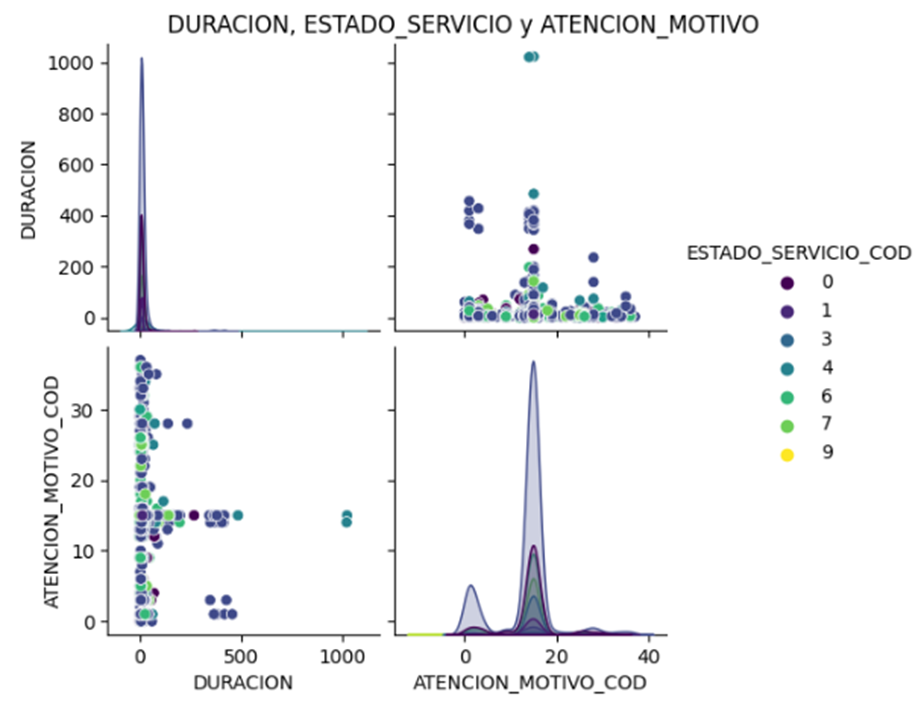 DURACION, ESTADO_SERVICIO y ATENCION_MOTIVO
1000
800
600
400
200
0
DURACION
ESTADO_SERVICIO_COD
0
1
3
4
6
7
9
30
20
10
0
ATENCION_MOTIVO_COD
0 500 1000
DURACION
0 20 40
ATENCION_MOTIVO_COD